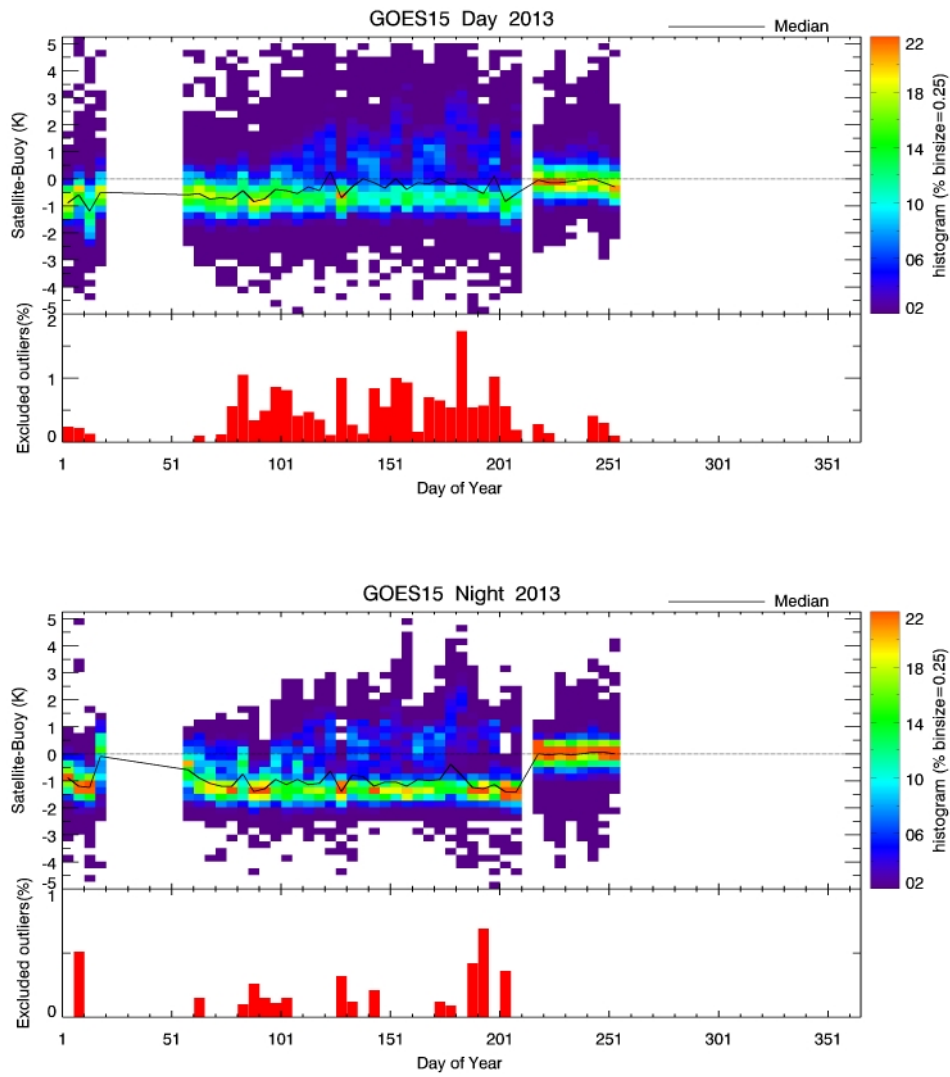 GOES15 Day 2013
Median
5
4
3
2
1
0
-1
-2
-3
-4
-5
Satellite-Buoy (K)
22
18
14
10
06
02
histogram (% binsize=0.25)
2
1
0
Excluded outliers(%)
1 51 101 151 201 251 301 351
Day of Year
GOES15 Night 2013
Median
5
4
3
2
1
0
-1
-2
-3
-4
-5
Satellite-Buoy (K)
22
18
14
10
06
02
histogram (% binsize=0.25)
1
0
Excluded outliers(%)
1 51 101 151 201 251 301 351
Day of Year